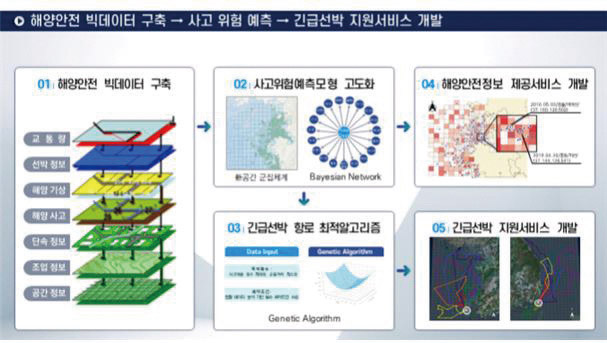 해양안전 빅데이터 구축 → 사고 위험 예측 → 긴급선박 지원서비스 개발
01 해양안전 빅데이터 구축
교 통 량
선박 정보
해양 기상
해양 사고
단속 정보
조업 정보
공간 정보
02 사고위험예측모형 고도화
新공간 군집체계
Bayesian Network
03 긴급선박 항로 최적알고리즘
Data Input
Genetic Algorithm
Genetic Algorithm
04 해양안전정보 제공서비스 개발
05 긴급선박 지원서비스 개발